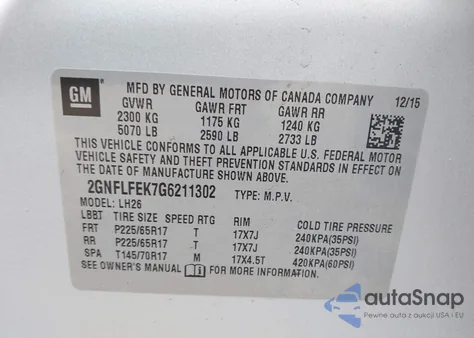 GM
MFD BY GENERAL MOTORS OF CANADA COMPANY
12/15
GVWR GAWR FRT GAWR RR
2300 KG 1175 KG 1240 KG
5070 LB 2590 LB 2733 LB
THIS VEHICLE CONFORMS TO ALL APPLICABLE U.S. FEDERAL MOTOR
VEHICLE SAFETY AND THEFT PREVENTION STANDARDS IN EFFECT ON
THE DATE OF MANUFACTURE SHOWN ABOVE.
2GNFLFEK7G6211302 TYPE: M.P.V.
MODEL: LH26
LBBT TIRE SIZE SPEED RTG RIM COLD TIRE PRESSURE
FRT P225/65R17 T 17X7J 240KPA(35PSI)
RR P225/65R17 T 17X7J 240KPA(35PSI)
SPA T145/70R17 M 17X4.5T 420KPA(60PSI)
SEE OWNER'S MANUAL FOR MORE INFORMATION.
autoSnap
Pewne auta z USA i EU